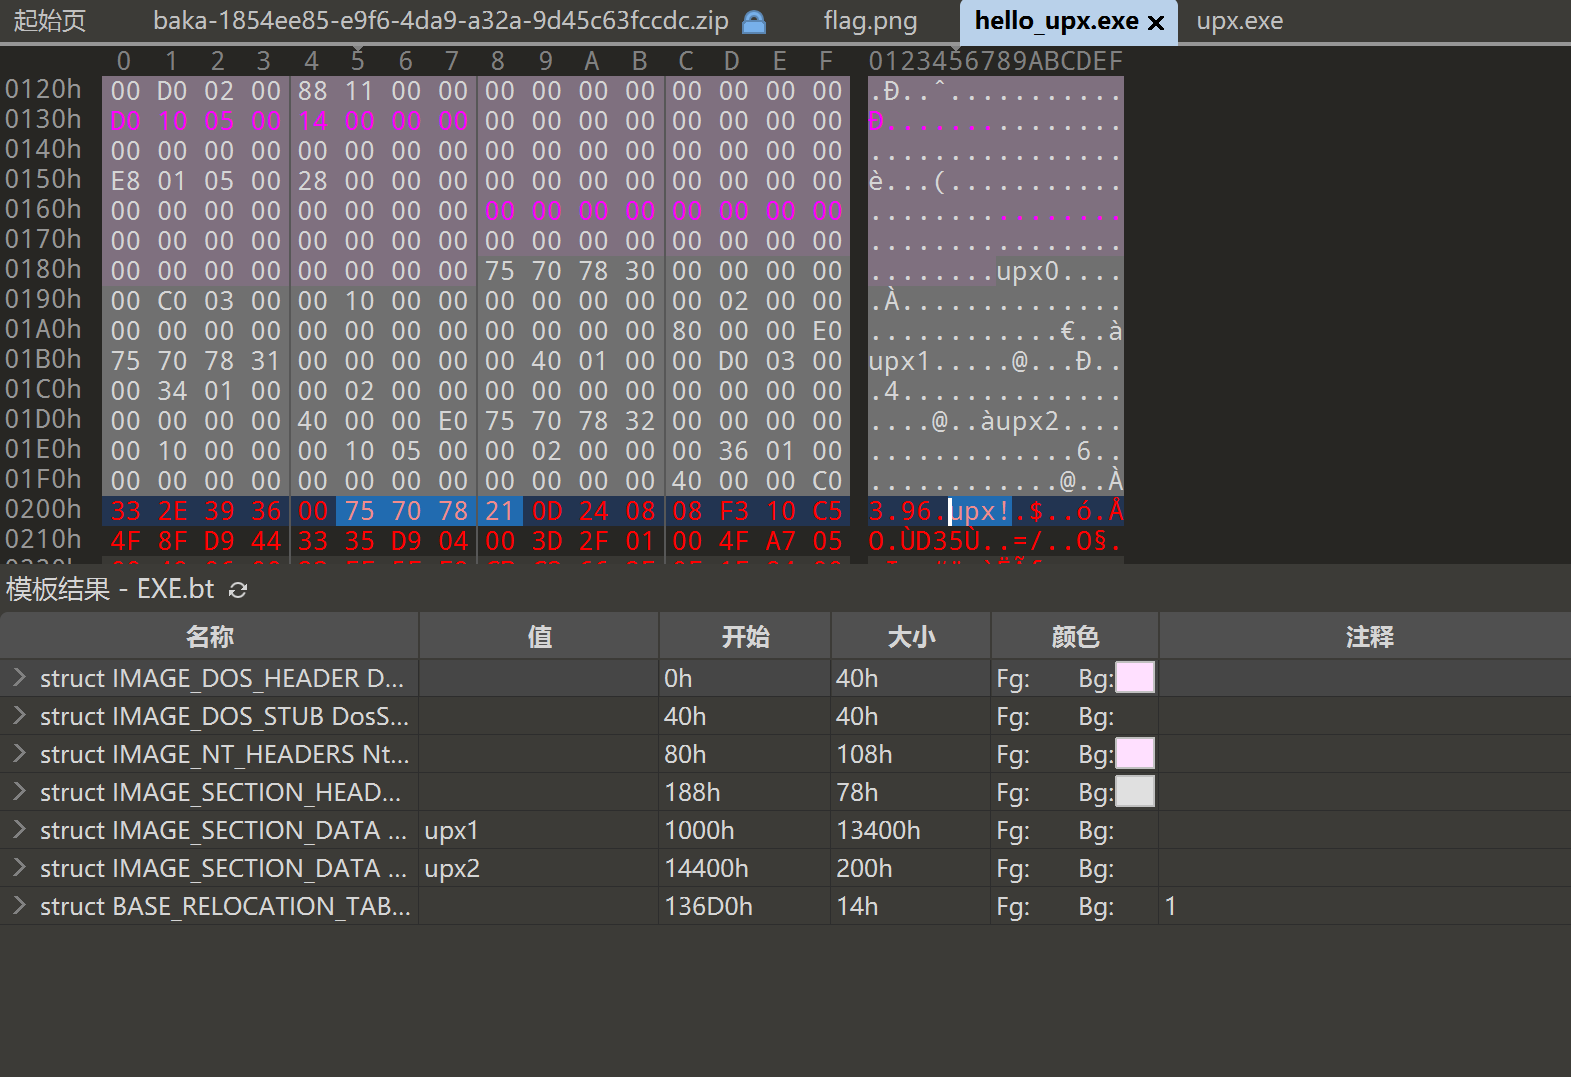 起始页 baka-1854ee85-e9f6-4da9-a32a-9d45c63fccdc.zip flag.png hello_upx.exe × upx.exe
0 1 2 3 4 5 6 7 8 9 A B C D E F 0123456789ABCDEF
0120h 00 D0 02 00 88 11 00 00 00 00 00 00 00 00 00 00 .Ð..ˆ...........
0130h D0 10 05 00 14 00 00 00 00 00 00 00 00 00 00 00 Ð...............
0140h 00 00 00 00 00 00 00 00 00 00 00 00 00 00 00 00 ................
0150h E8 01 05 00 28 00 00 00 00 00 00 00 00 00 00 00 è...(...........
0160h 00 00 00 00 00 00 00 00 00 00 00 00 00 00 00 00 ................
0170h 00 00 00 00 00 00 00 00 00 00 00 00 00 00 00 00 ................
0180h 00 00 00 00 00 00 00 00 75 70 78 30 00 00 00 00 ........upx0....
0190h 00 C0 03 00 00 10 00 00 00 00 00 00 00 02 00 00 .À..............
01A0h 00 00 00 00 00 00 00 00 00 00 00 00 80 00 00 E0 ............€..à
01B0h 75 70 78 31 00 00 00 00 00 40 01 00 00 D0 03 00 upx1.....@...Ð..
01C0h 00 34 01 00 00 02 00 00 00 00 00 00 00 00 00 00 .4..............
01D0h 00 00 00 00 40 00 00 E0 75 70 78 32 00 00 00 00 ....@..àupx2....
01E0h 00 10 00 00 00 10 05 00 00 02 00 00 00 36 01 00 .............6..
01F0h 00 00 00 00 00 00 00 00 00 00 00 00 40 00 00 C0 ............@..À
0200h 33 2E 39 36 00 75 70 78 21 0D 24 08 08 F3 10 C5 3.96.upx!.$..ó.Å
0210h 4F 8F D9 44 33 35 D9 04 00 3D 2F 01 00 4F A7 05 O.ÙD35Ù..=/..O§.
模板结果 - EXE.bt
名称 值 开始 大小 颜色 注释
struct IMAGE_DOS_HEADER D... 0h 40h Fg: Bg:
struct IMAGE_DOS_STUB DosS... 40h 40h Fg: Bg:
struct IMAGE_NT_HEADERS Nt... 80h 108h Fg: Bg:
struct IMAGE_SECTION_HEAD... 188h 78h Fg: Bg:
struct IMAGE_SECTION_DATA ... upx1 1000h 13400h Fg: Bg:
struct IMAGE_SECTION_DATA ... upx2 14400h 200h Fg: Bg:
struct BASE_RELOCATION_TAB... 136D0h 14h Fg: Bg: 1